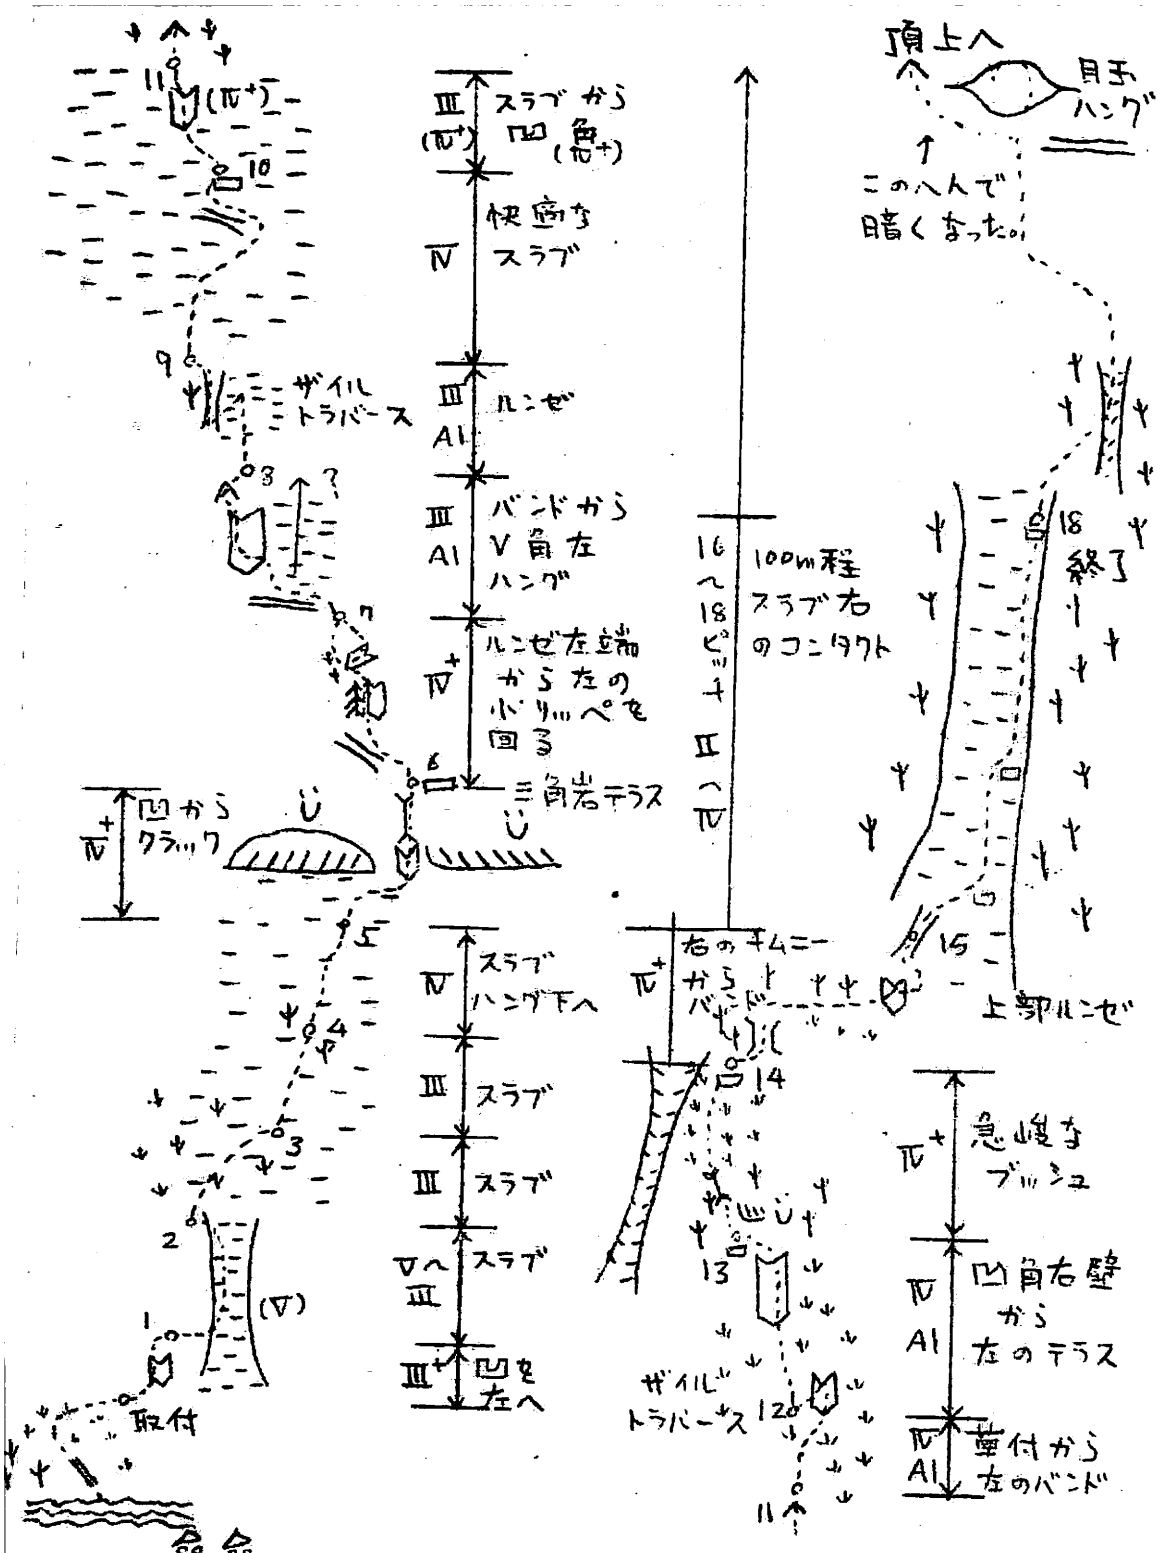 11
(Ⅳ+)
10
9
ザイル
トラバース
8
?
7
6
三角岩テラス
5
4
3
2
(Ⅴ)
1
取付
Ⅲ
(Ⅳ+)
スラブから
凹角
(Ⅳ+)
Ⅳ
快適な
スラブ
Ⅲ
A1
ルンゼ
Ⅲ
A1
バンドから
V角左
ハング
Ⅳ+
ルンゼ左端
から左の
小リッペを
回る
Ⅳ+
凹から
クラック
Ⅳ
スラブ
ハング下へ
Ⅲ
スラブ
Ⅲ
スラブ
Ⅴへ
Ⅲ
スラブ
Ⅲ+
凹を
左へ
頂上へ
目玉
ハング
このへんで
暗くなった。
16
〜
18
ピッチ
Ⅱ
〜
Ⅳ
100m程
スラブ右
のコンタクト
18
終了
15
上部ルンゼ
Ⅳ+
右のチムニー
から
バンド
14
Ⅳ+
急峻な
ブッシュ
13
Ⅳ
A1
凹角右壁
から
左のテラス
ザイル
トラバース
12
Ⅳ
A1
草付から
左のバンド
11